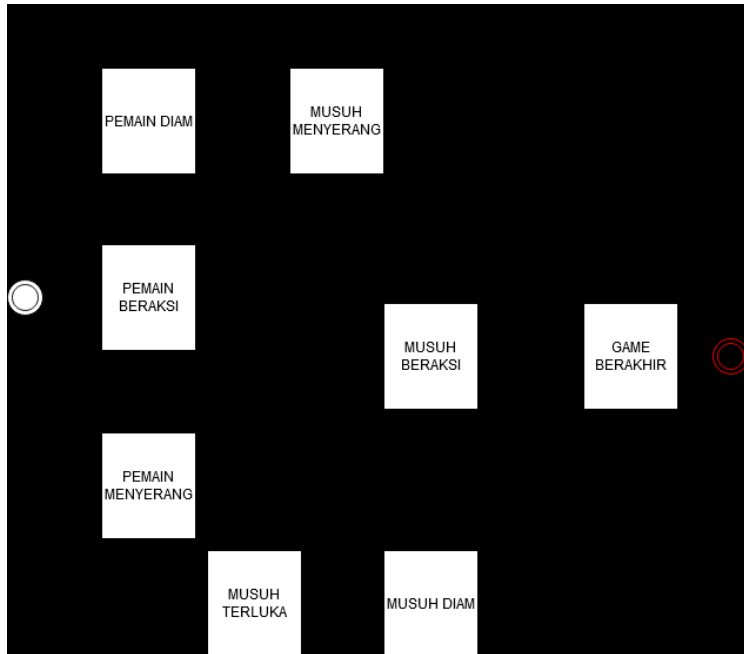 PEMAIN DIAM
MUSUH
MENYERANG
PEMAIN
BERAKSI
MUSUH
BERAKSI
GAME
BERAKHIR
PEMAIN
MENYERANG
MUSUH
TERLUKA
MUSUH DIAM